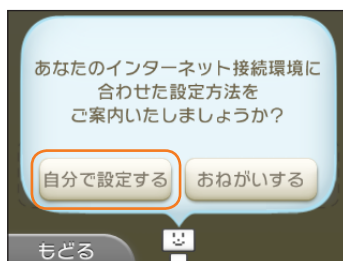 あなたのインターネット接続環境に
合わせた設定方法を
ご案内いたしましょうか?
自分で設定する
おねがいする
もどる